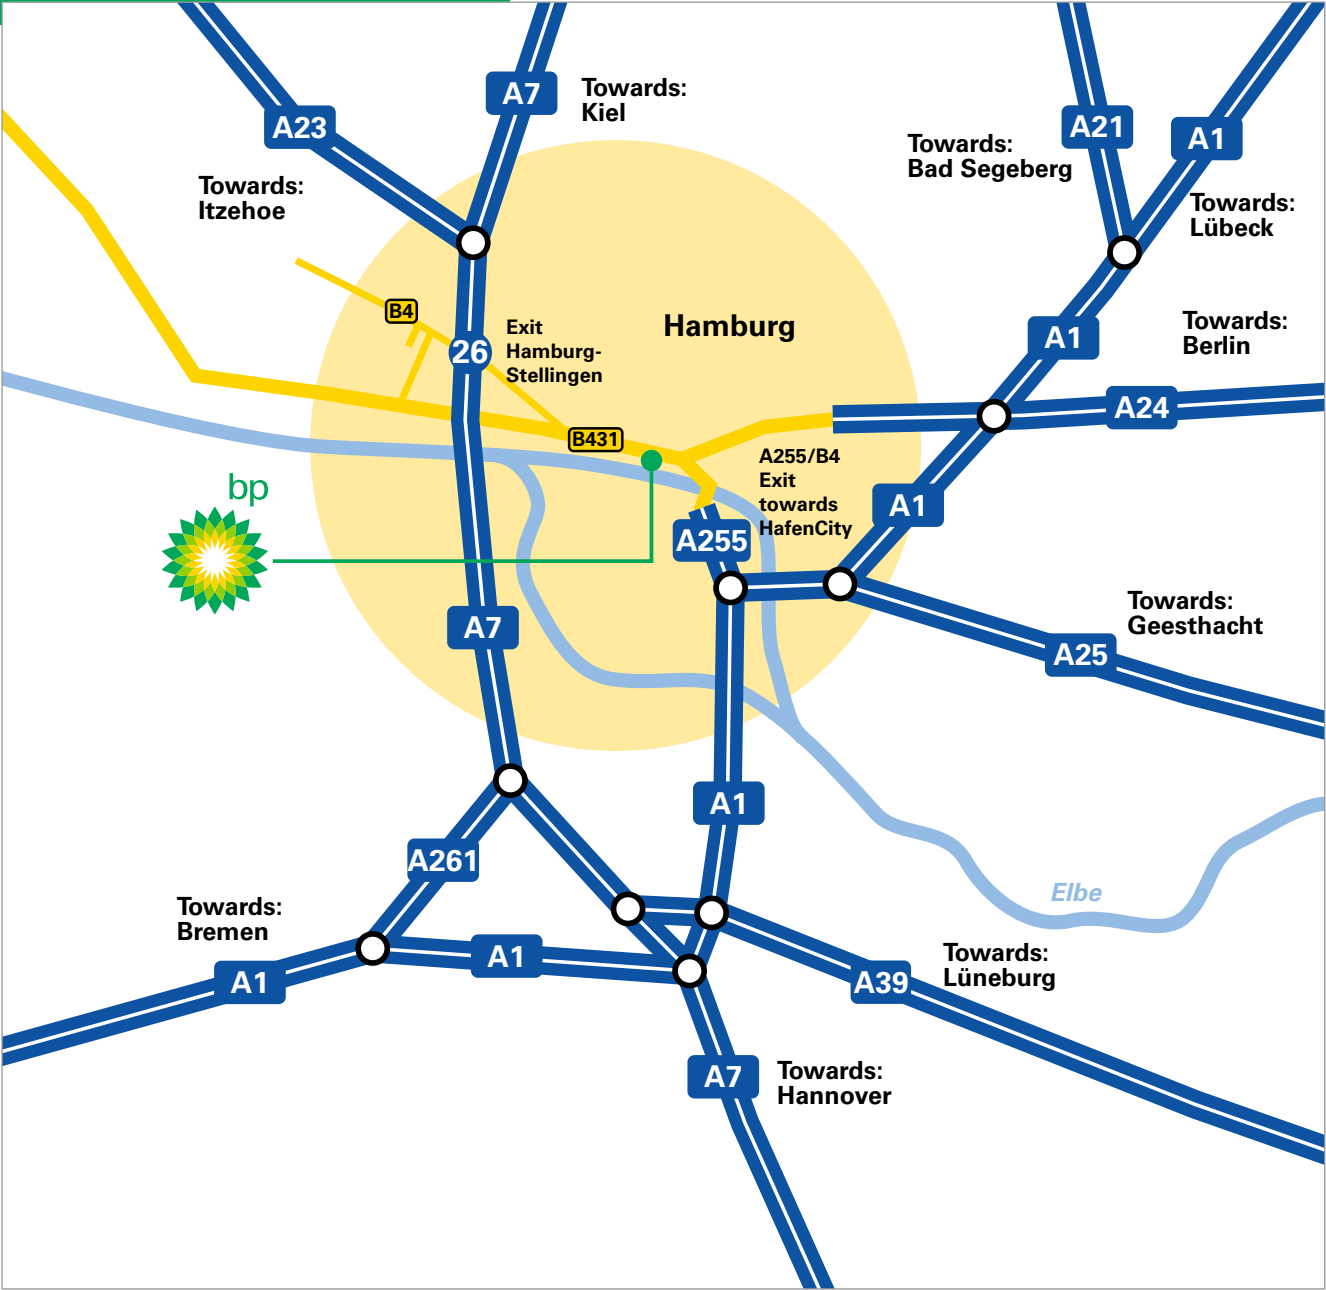 A7
Towards:
Kiel
A23
A21
A1
Towards:
Bad Segeberg
Towards:
Itzehoe
Towards:
Lübeck
B4
Exit
Hamburg-
Stellingen
26
Hamburg
A1
Towards:
Berlin
A24
B431
A255/B4
Exit
towards
HafenCity
bp
A1
A255
Towards:
Geesthacht
A7
A25
A1
A261
Elbe
Towards:
Bremen
A1
A1
Towards:
Lüneburg
A39
A7
Towards:
Hannover